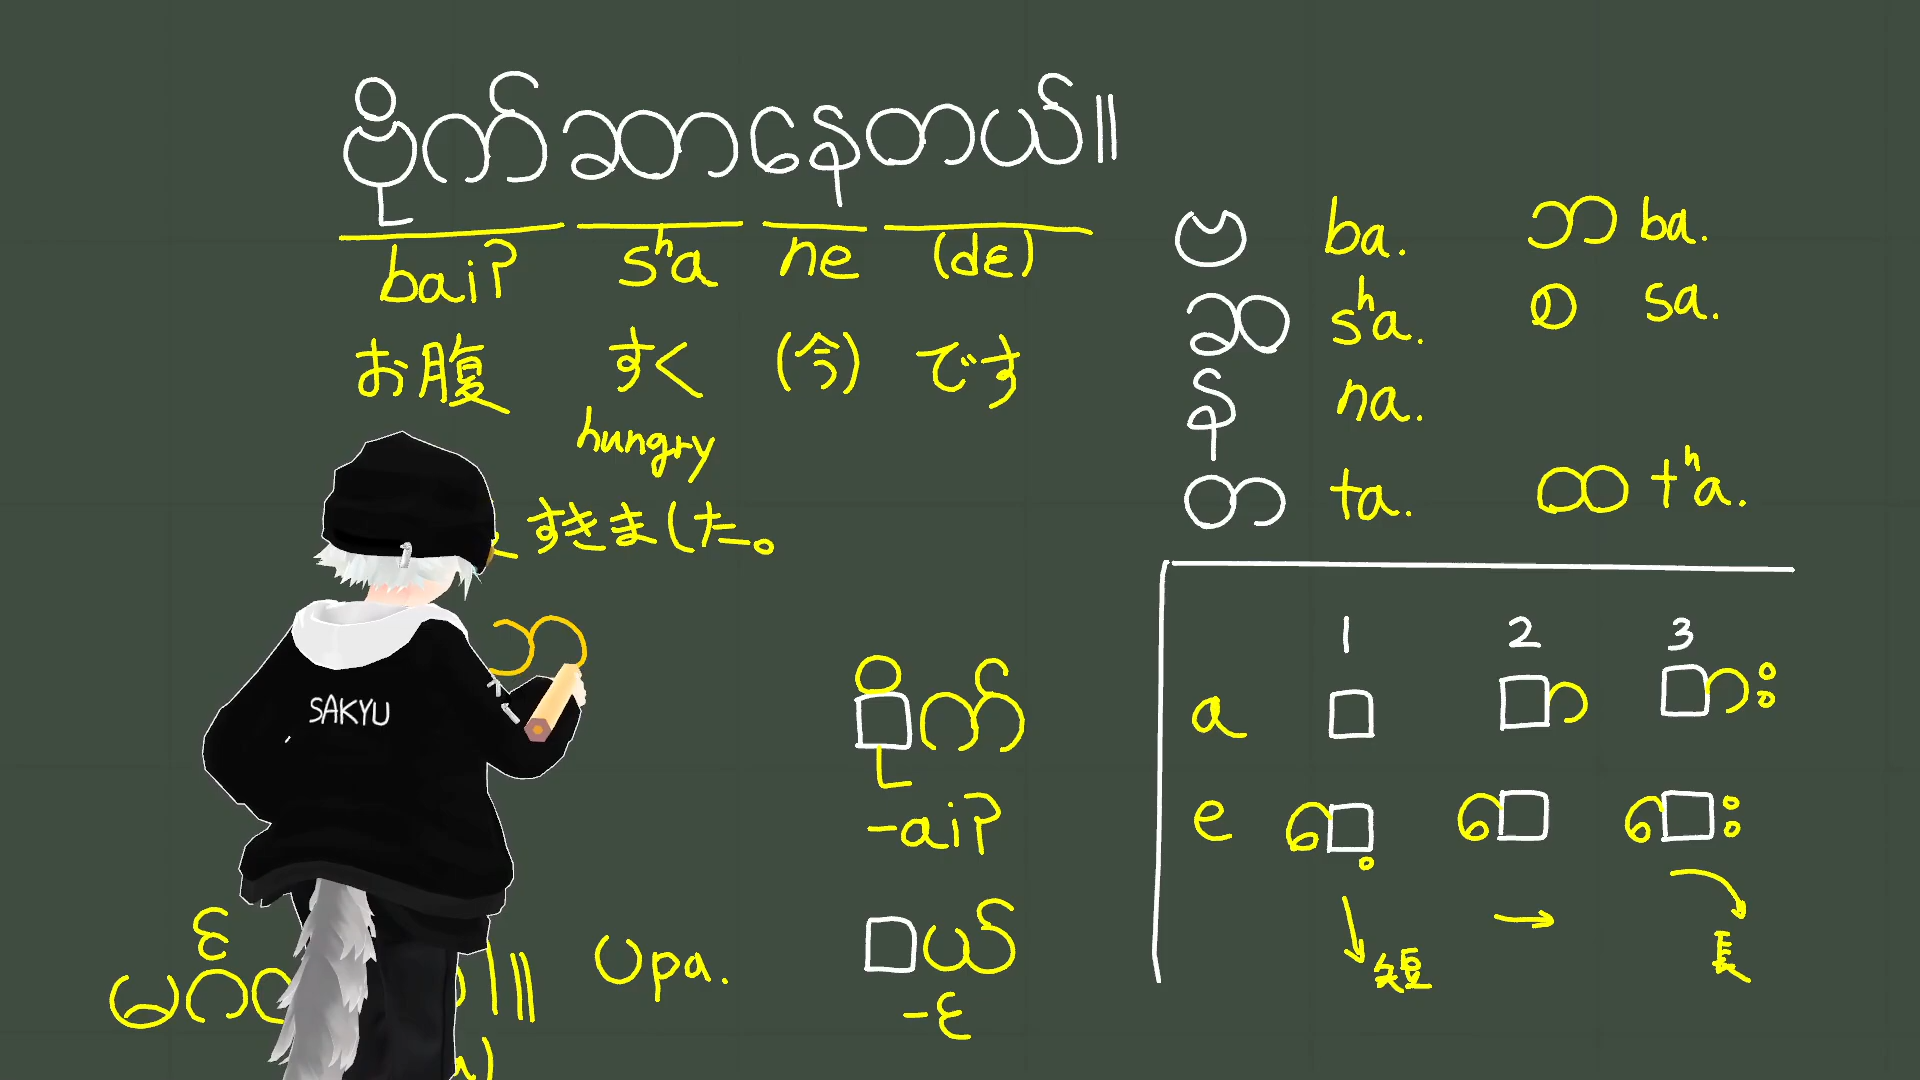 ဗိုက်ဆာနေတယ်။
baiʔ sʰa ne (dɛ)
お腹 すく (今) です
hungry
すきました。
ဗ ba. ဘ ba.
ဆ sʰa. စ sa.
န na.
တ ta. ထ tʰa.
1 2 3
a □ □ာ □ား
e ေ□့ ေ□ ေ□း
短 → 長
□ိုက်
-aiʔ
□ယ်
-ɛ
SAKYU
ပ pa.